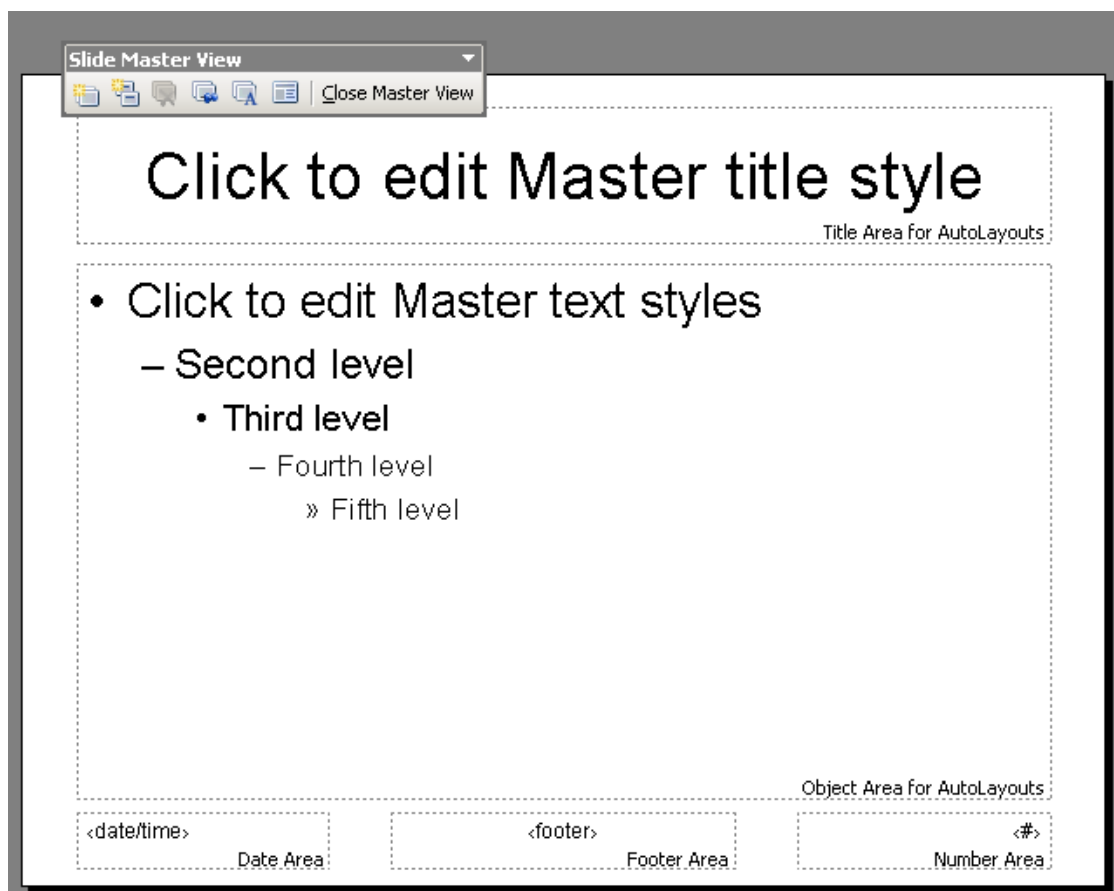 Slide Master View
Close Master View
Click to edit Master title style
Title Area for AutoLayouts
• Click to edit Master text styles
– Second level
• Third level
– Fourth level
» Fifth level
Object Area for AutoLayouts
<date/time>
Date Area
<footer>
Footer Area
<#>
Number Area